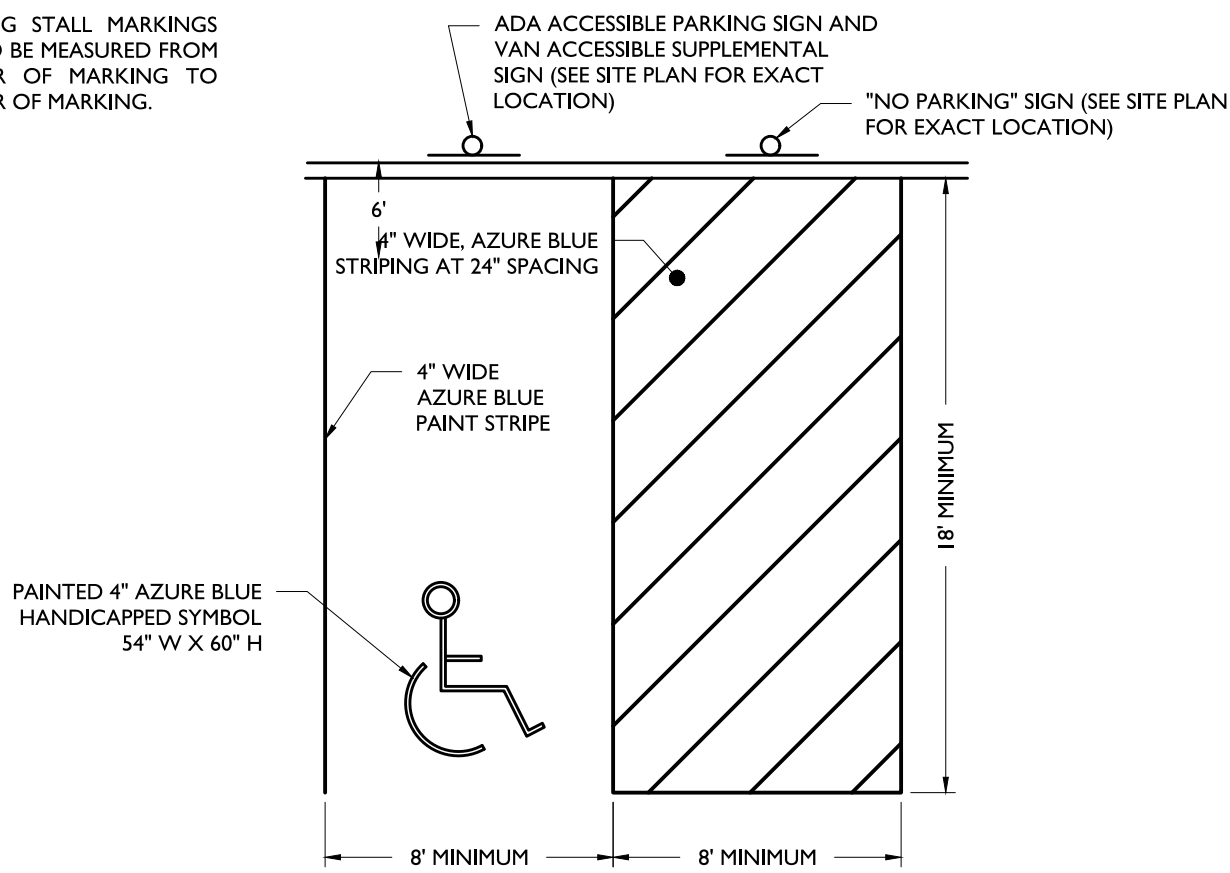 G STALL MARKINGS
BE MEASURED FROM
OF MARKING TO
OF MARKING.
ADA ACCESSIBLE PARKING SIGN AND
VAN ACCESSIBLE SUPPLEMENTAL
SIGN (SEE SITE PLAN FOR EXACT
LOCATION)
"NO PARKING" SIGN (SEE SITE PLAN
FOR EXACT LOCATION)
6'
4" WIDE, AZURE BLUE
STRIPING AT 24" SPACING
4" WIDE
AZURE BLUE
PAINT STRIPE
18' MINIMUM
PAINTED 4" AZURE BLUE
HANDICAPPED SYMBOL
54" W X 60" H
8' MINIMUM
8' MINIMUM